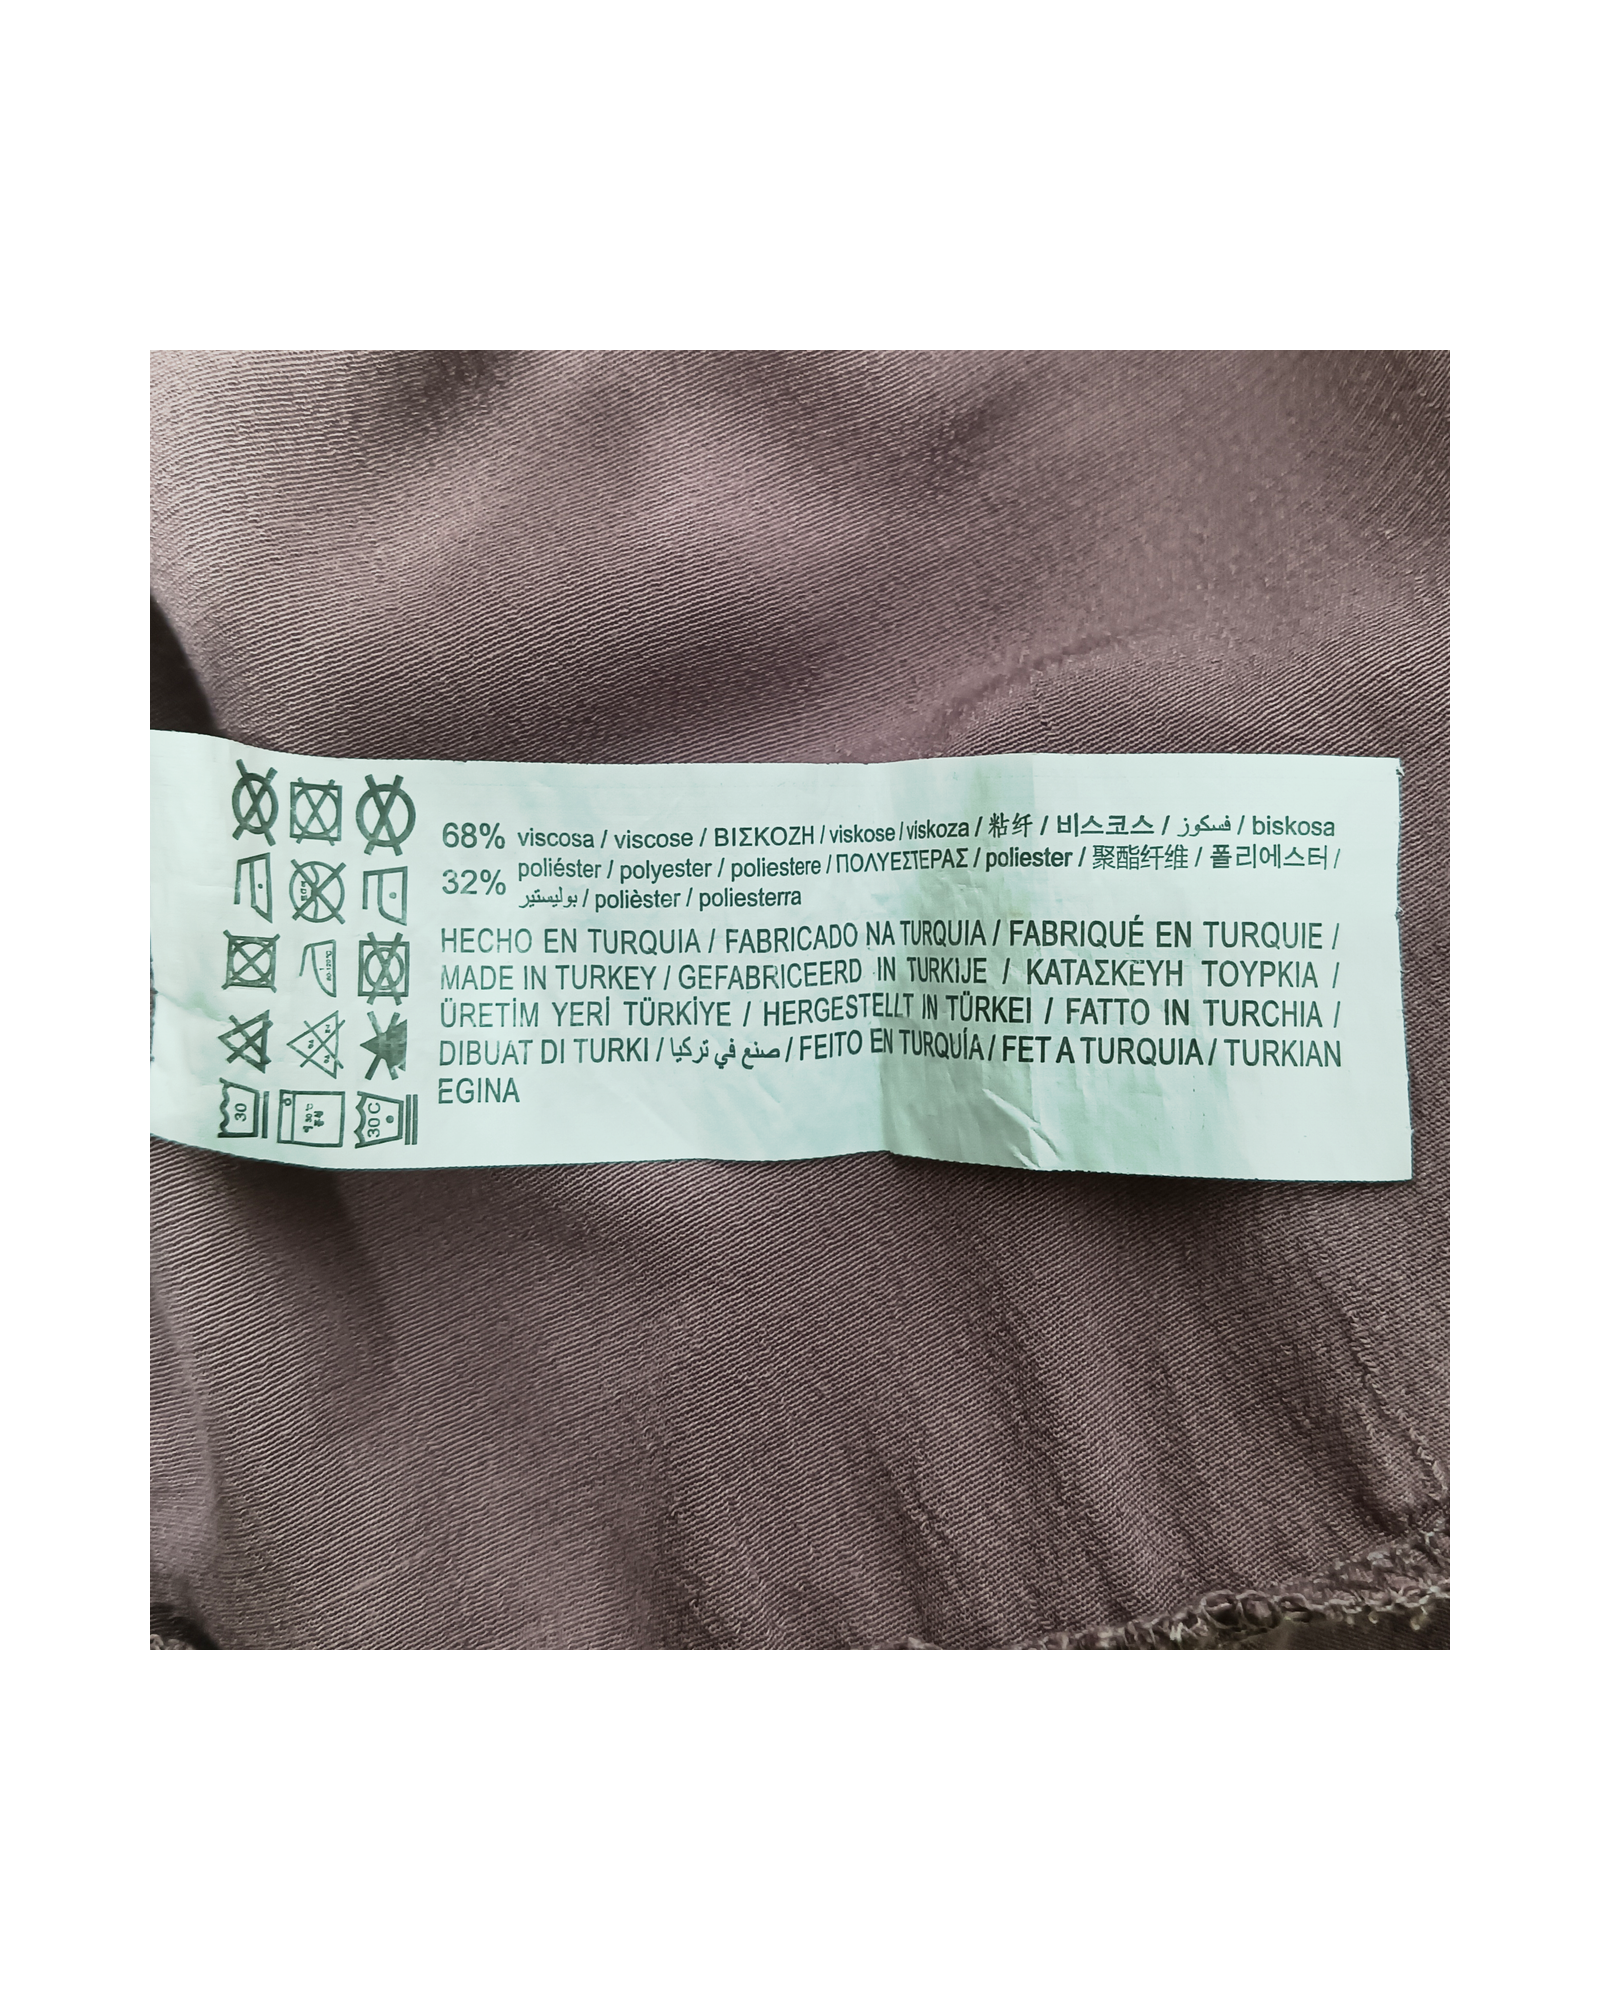 68% viscosa / viscose / ΒΙΣΚΟΖΗ / viskose / viskoza / 粘纤 / 비스코스 / فسكوز / biskosa
32% poliéster / polyester / poliestere / ΠΟΛΥΕΣΤΕΡΑΣ / poliester / 聚酯纤维 / 폴리에스터 /
بوليستير / polièster / poliesterra
HECHO EN TURQUIA / FABRICADO NA TURQUIA / FABRIQUÉ EN TURQUIE /
MADE IN TURKEY / GEFABRICEERD IN TURKIJE / ΚΑΤΑΣΚΕΥΗ ΤΟΥΡΚΙΑ /
ÜRETİM YERİ TÜRKİYE / HERGESTELLT IN TÜRKEI / FATTO IN TURCHIA /
DIBUAT DI TURKI / صنع في تركيا / FEITO EN TURQUÍA / FET A TURQUIA / TURKIAN
EGINA
30
30 C